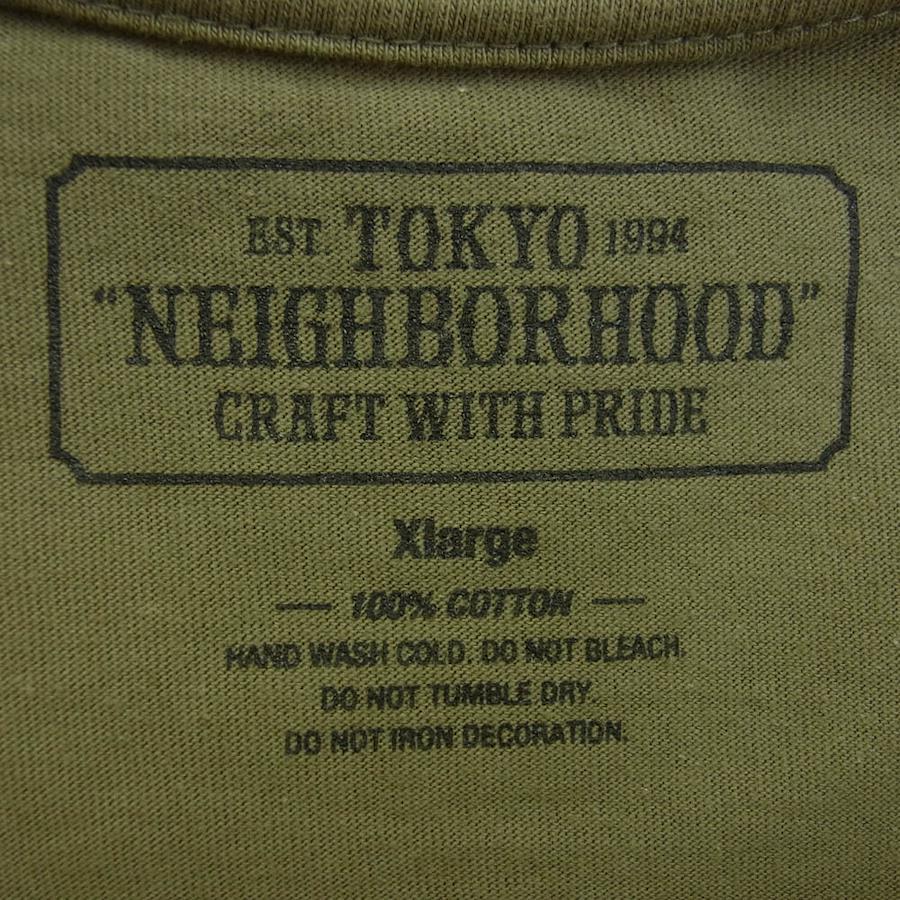 EST. TOKYO 1994
"NEIGHBORHOOD"
CRAFT WITH PRIDE
Xlarge
— 100% COTTON —
HAND WASH COLD. DO NOT BLEACH.
DO NOT TUMBLE DRY.
DO NOT IRON DECORATION.